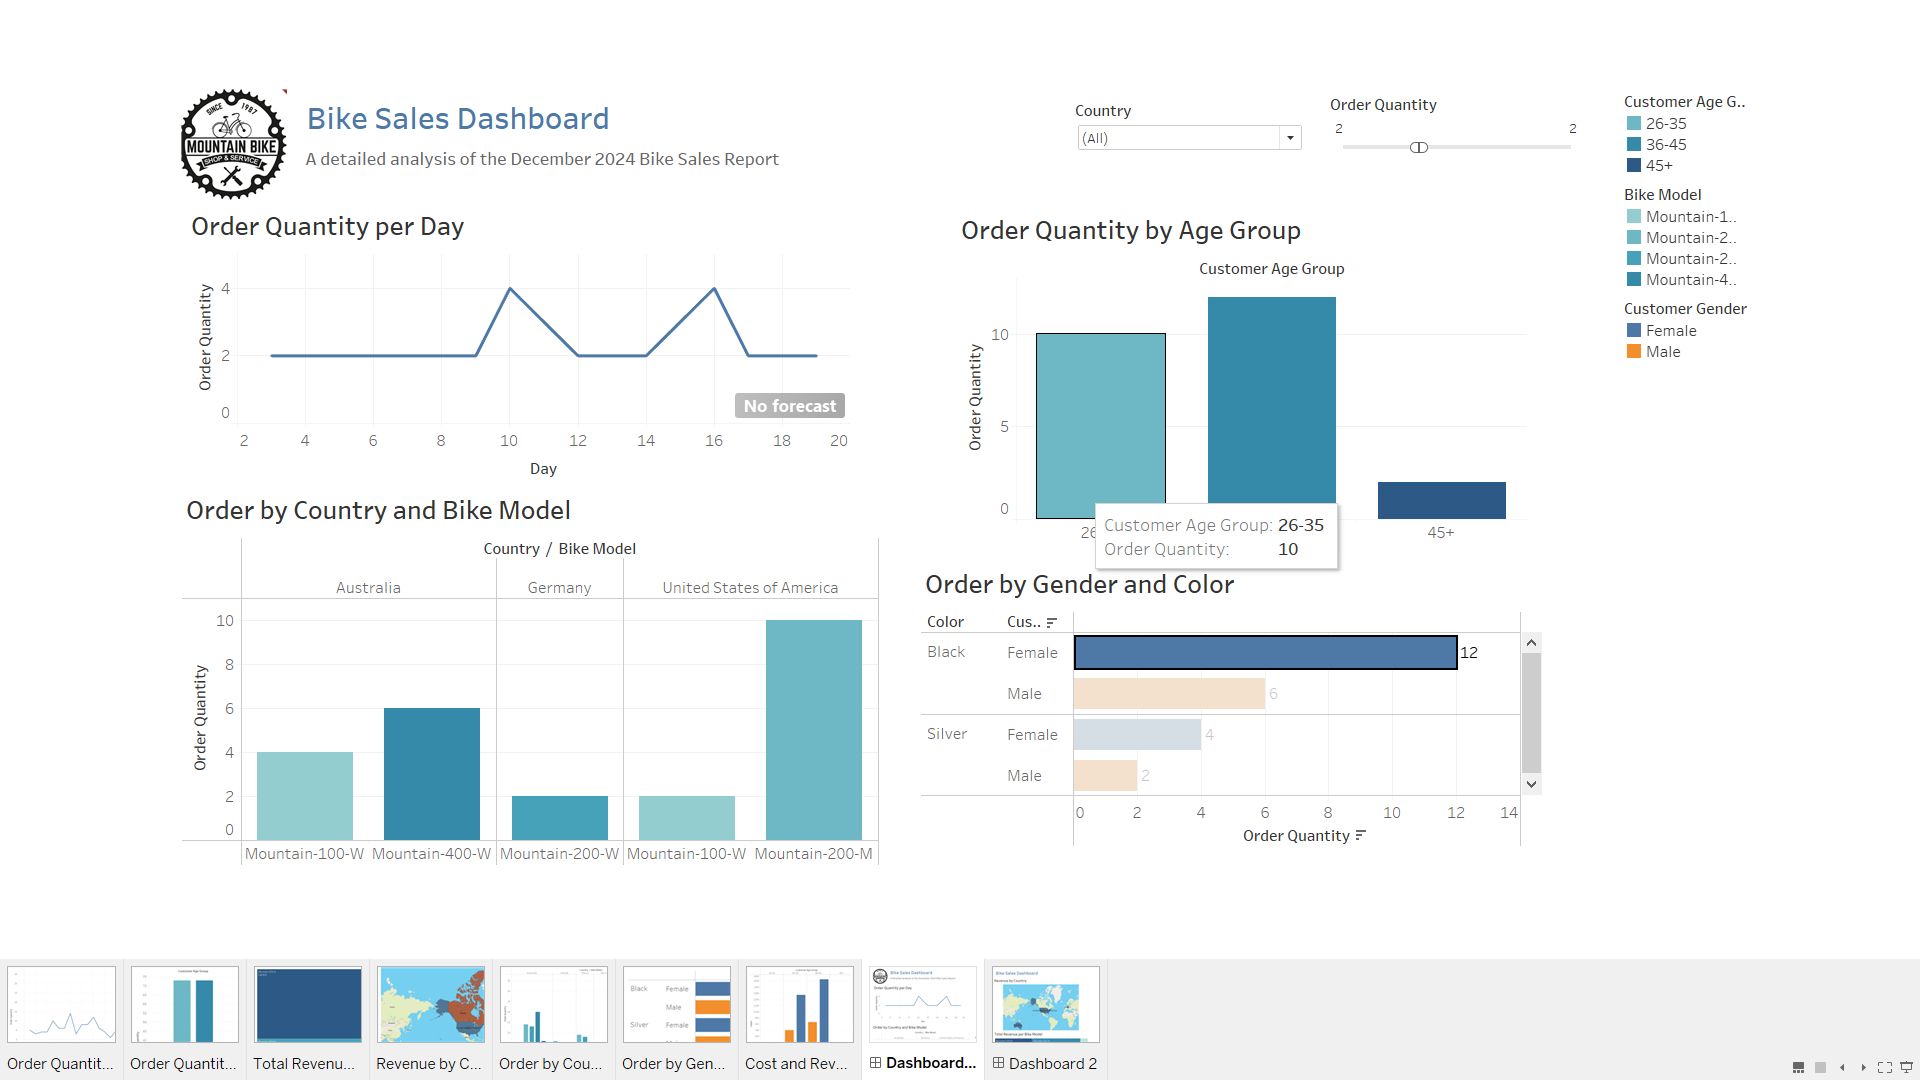 SINCE 1987
MOUNTAIN BIKE
SHOP & SERVICE
Bike Sales Dashboard
A detailed analysis of the December 2024 Bike Sales Report
Country
(All)
Order Quantity
2 2
Customer Age G..
26-35
36-45
45+
Bike Model
Mountain-1..
Mountain-2..
Mountain-2..
Mountain-4..
Customer Gender
Female
Male
Order Quantity per Day
Order Quantity
4
2
0
No forecast
2 4 6 8 10 12 14 16 18 20
Day
Order Quantity by Age Group
Customer Age Group
Order Quantity
10
5
0
26
45+
Customer Age Group: 26-35
Order Quantity: 10
Order by Country and Bike Model
Country / Bike Model
Australia Germany United States of America
Order Quantity
10
8
6
4
2
0
Mountain-100-W Mountain-400-W Mountain-200-W Mountain-100-W Mountain-200-M
Order by Gender and Color
Color Cus..
Black Female 12
Male 6
Silver Female 4
Male 2
0 2 4 6 8 10 12 14
Order Quantity
Order Quantit... Order Quantit... Total Revenu... Revenue by C... Order by Cou... Order by Gen... Cost and Rev... Dashboard... Dashboard 2